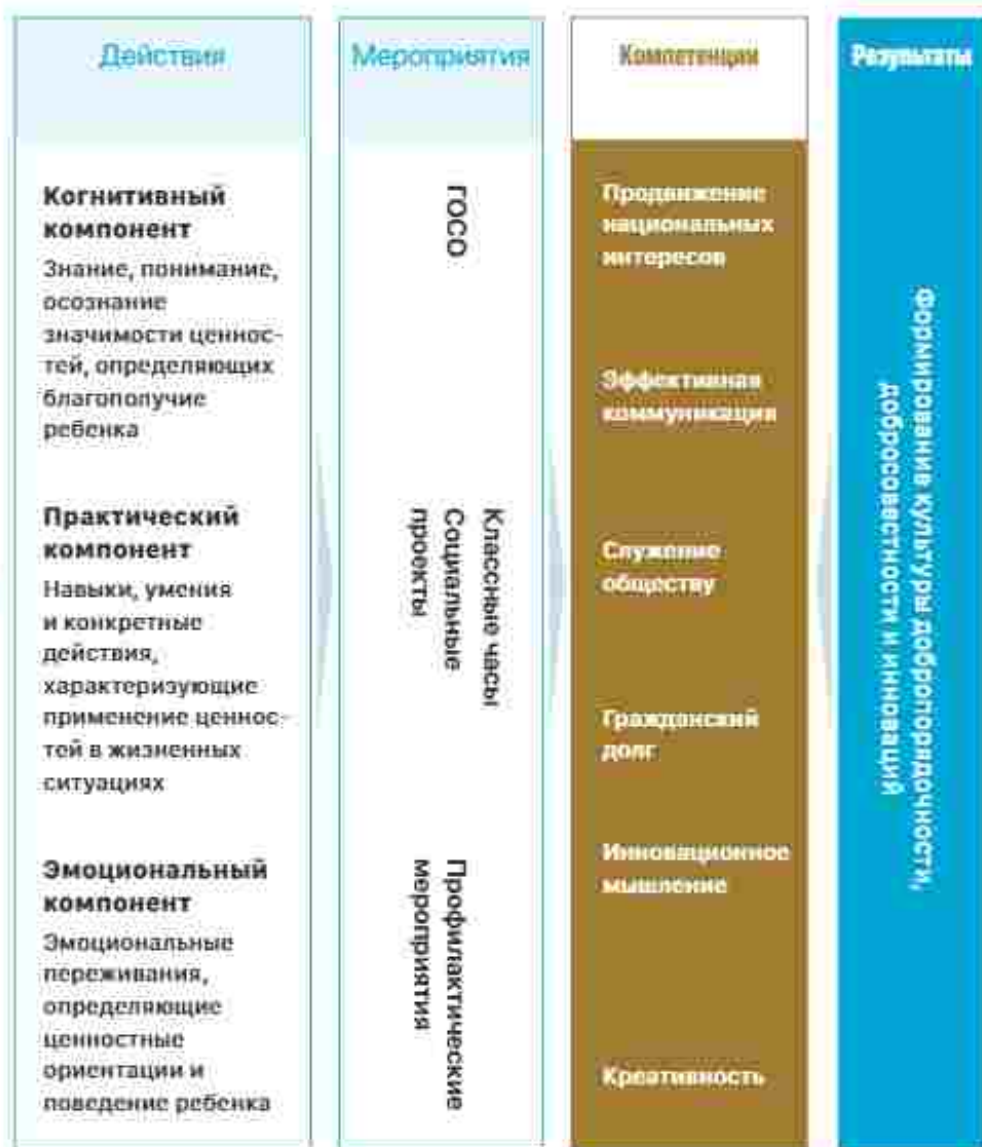 Действия
Когнитивный
компонент
Знание, понимание,
осознание
значимости ценнос-
тей, определяющих
благополучие
ребенка
Практический
компонент
Навыки, умения
и конкретные
действия,
характеризующие
применение ценнос-
тей в жизненных
ситуациях
Эмоциональный
компонент
Эмоциональные
переживания,
определяющие
ценностные
ориентации и
поведение ребенка
Мероприятия
ГОСО
Классные часы
Социальные
проекты
Профилактические
мероприятия
Компетенции
Продвижение
национальных
интересов
Эффективная
коммуникация
Служение
обществу
Гражданский
долг
Инновационное
мышление
Креативность
Результаты
Формирование культуры добропорядочности,
добросовестности и инноваций